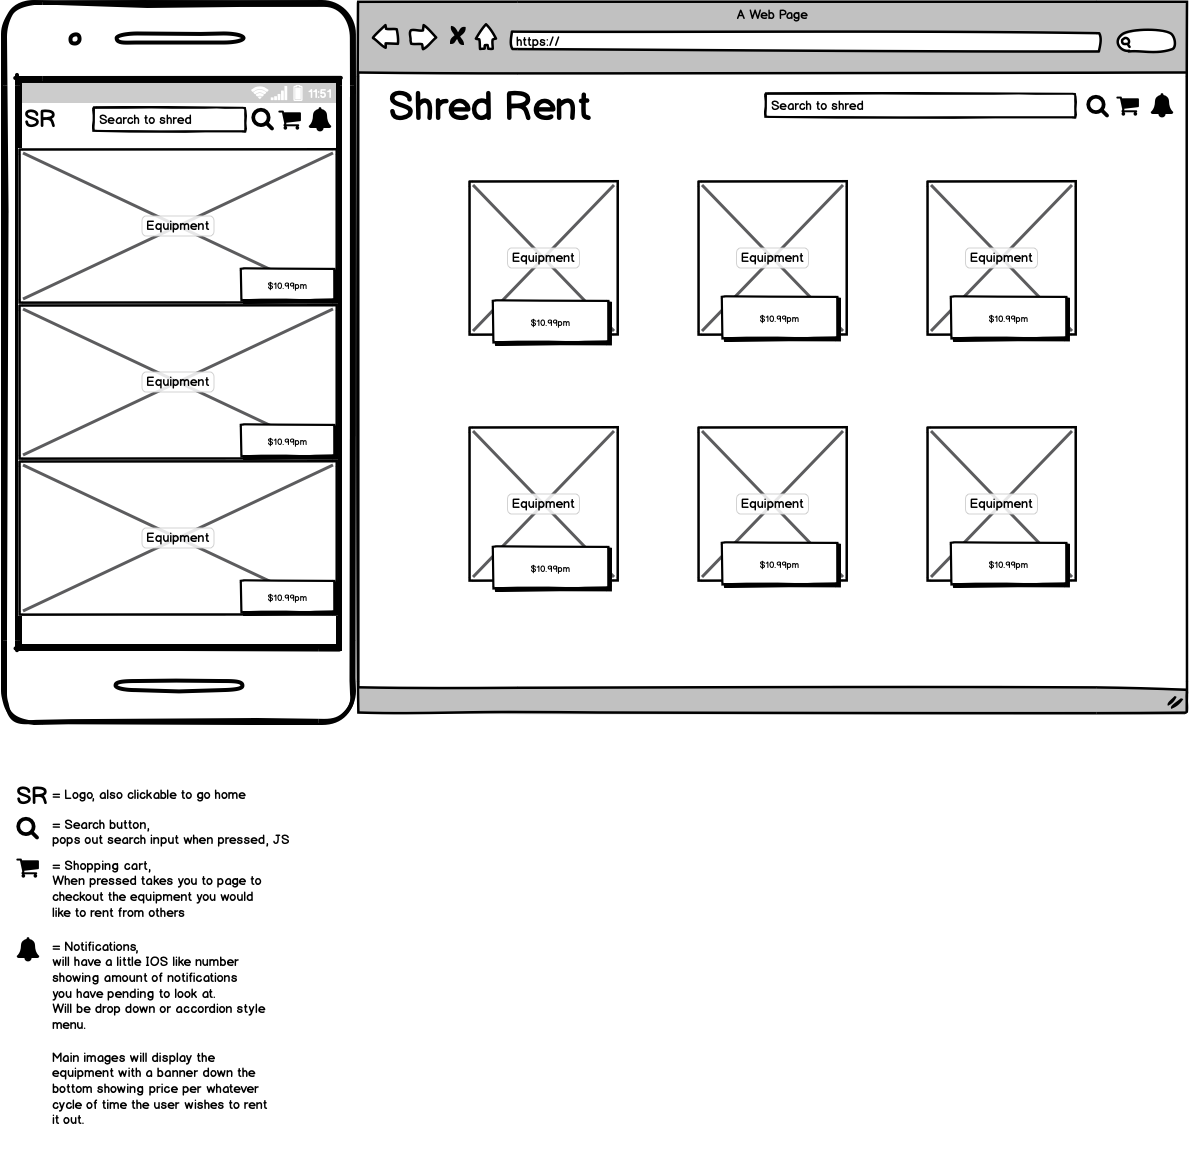 A Web Page
https://
11:51
SR
Search to shred
Equipment
$10.99pm
Equipment
$10.99pm
Equipment
$10.99pm
Shred Rent
Search to shred
Equipment
Equipment
Equipment
$10.99pm
$10.99pm
$10.99pm
Equipment
Equipment
Equipment
$10.99pm
$10.99pm
$10.99pm
SR = Logo, also clickable to go home
= Search button,
pops out search input when pressed, JS
= Shopping cart,
When pressed takes you to page to
checkout the equipment you would
like to rent from others
= Notifications,
will have a little IOS like number
showing amount of notifications
you have pending to look at.
Will be drop down or accordion style
menu.
Main images will display the
equipment with a banner down the
bottom showing price per whatever
cycle of time the user wishes to rent
it out.